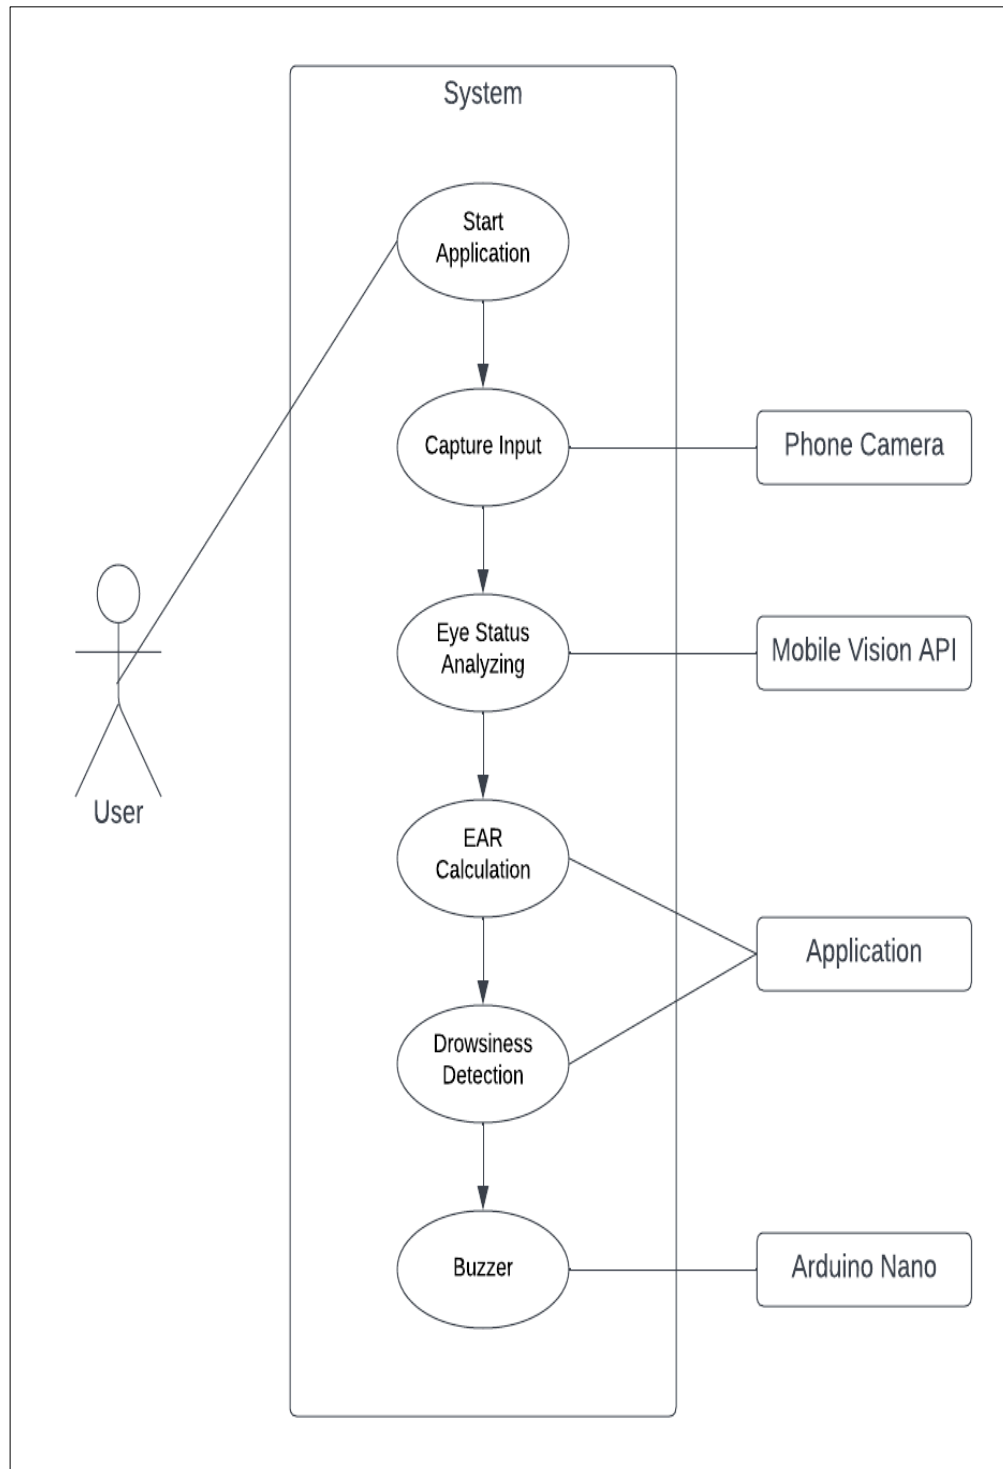 System
Start
Application
Capture Input
Phone Camera
Eye Status
Analyzing
Mobile Vision API
User
EAR
Calculation
Application
Drowsiness
Detection
Buzzer
Arduino Nano